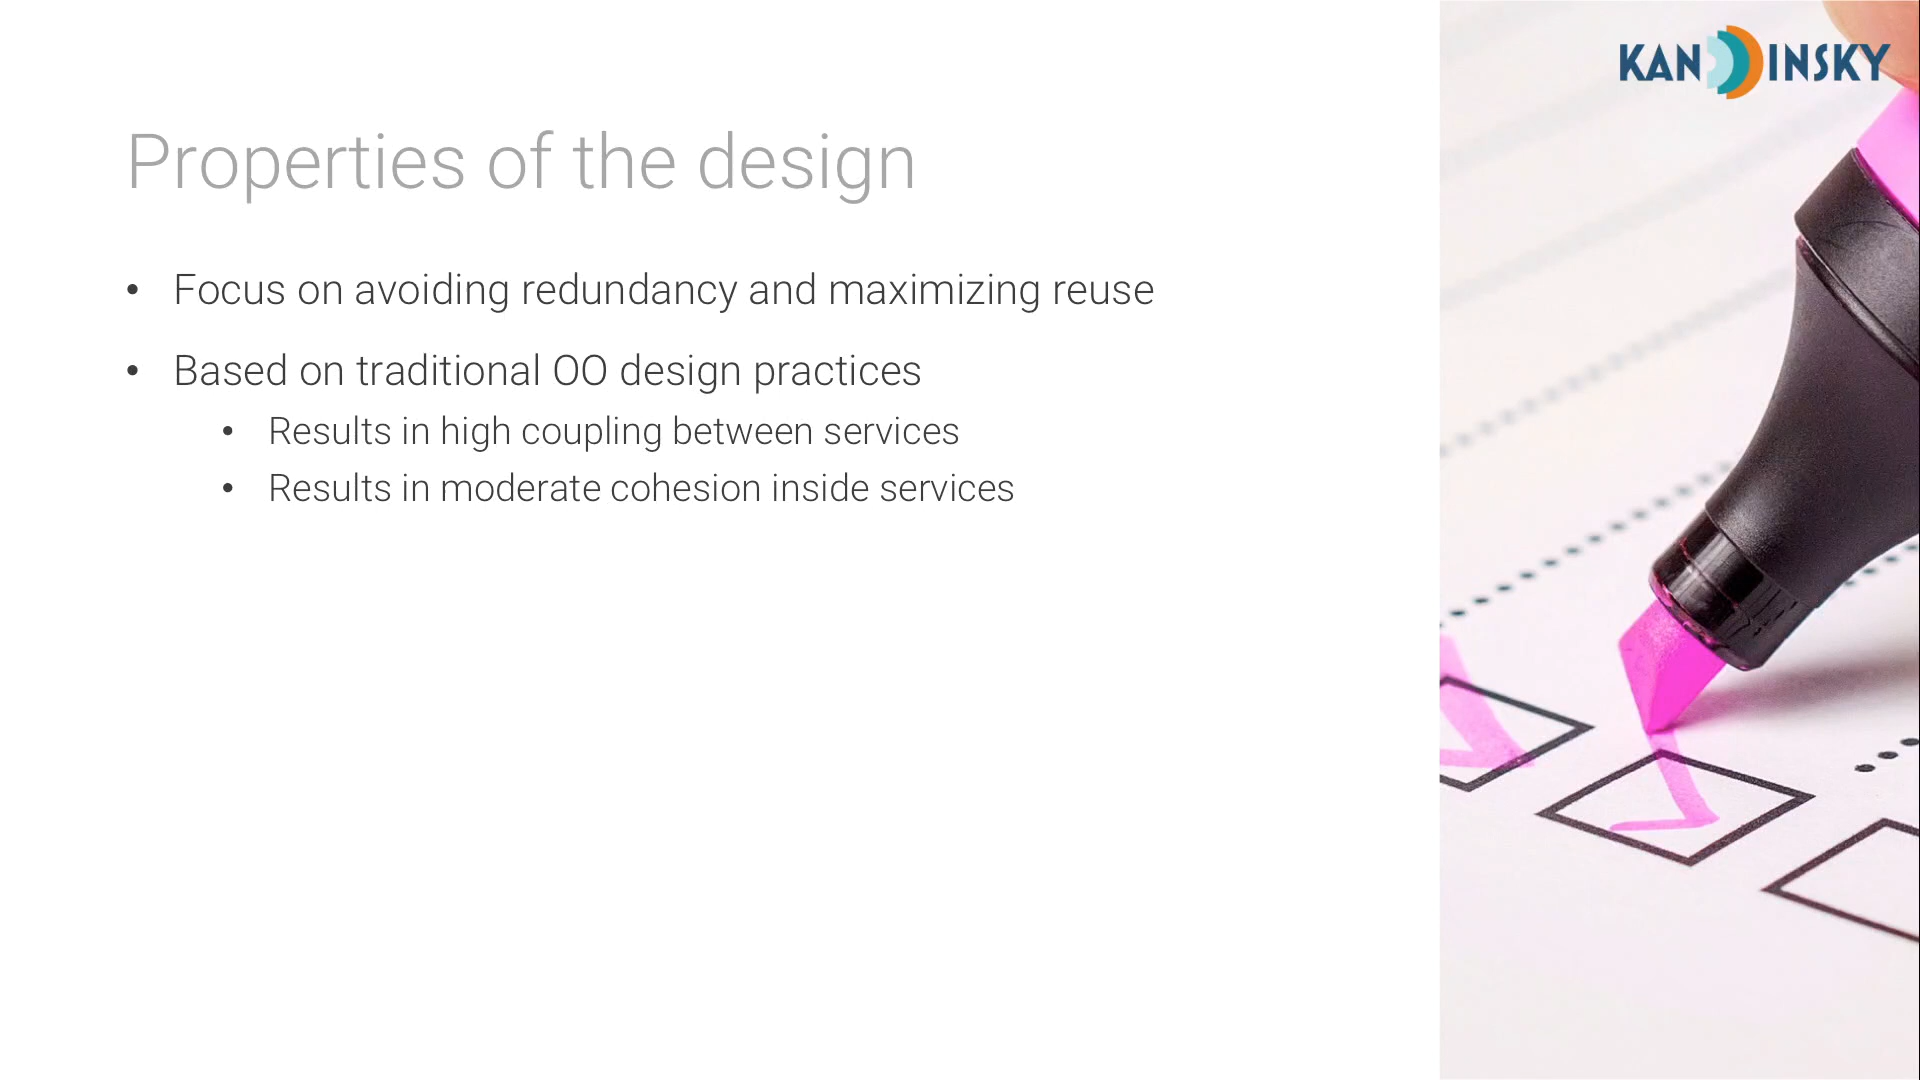 KANDINSKY
Properties of the design
• Focus on avoiding redundancy and maximizing reuse
• Based on traditional OO design practices
• Results in high coupling between services
• Results in moderate cohesion inside services